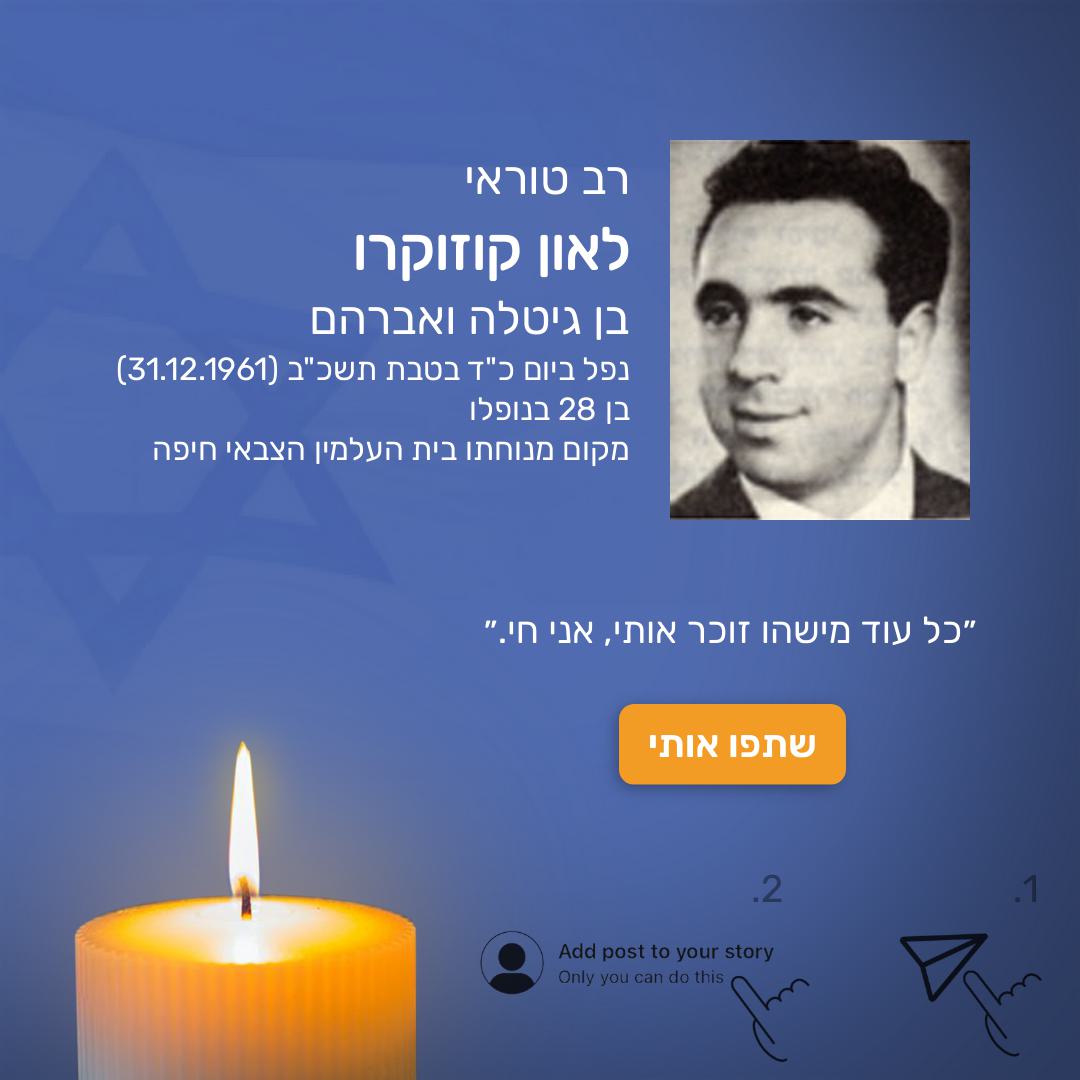 רב טוראי
לאון קוזוקרו
בן גיטלה ואברהם
נפל ביום כ"ד בטבת תשכ"ב (31.12.1961)
בן 28 בנופלו
מקום מנוחתו בית העלמין הצבאי חיפה
״כל עוד מישהו זוכר אותי, אני חי.״
שתפו אותי
1.
2.
Add post to your story
Only you can do this